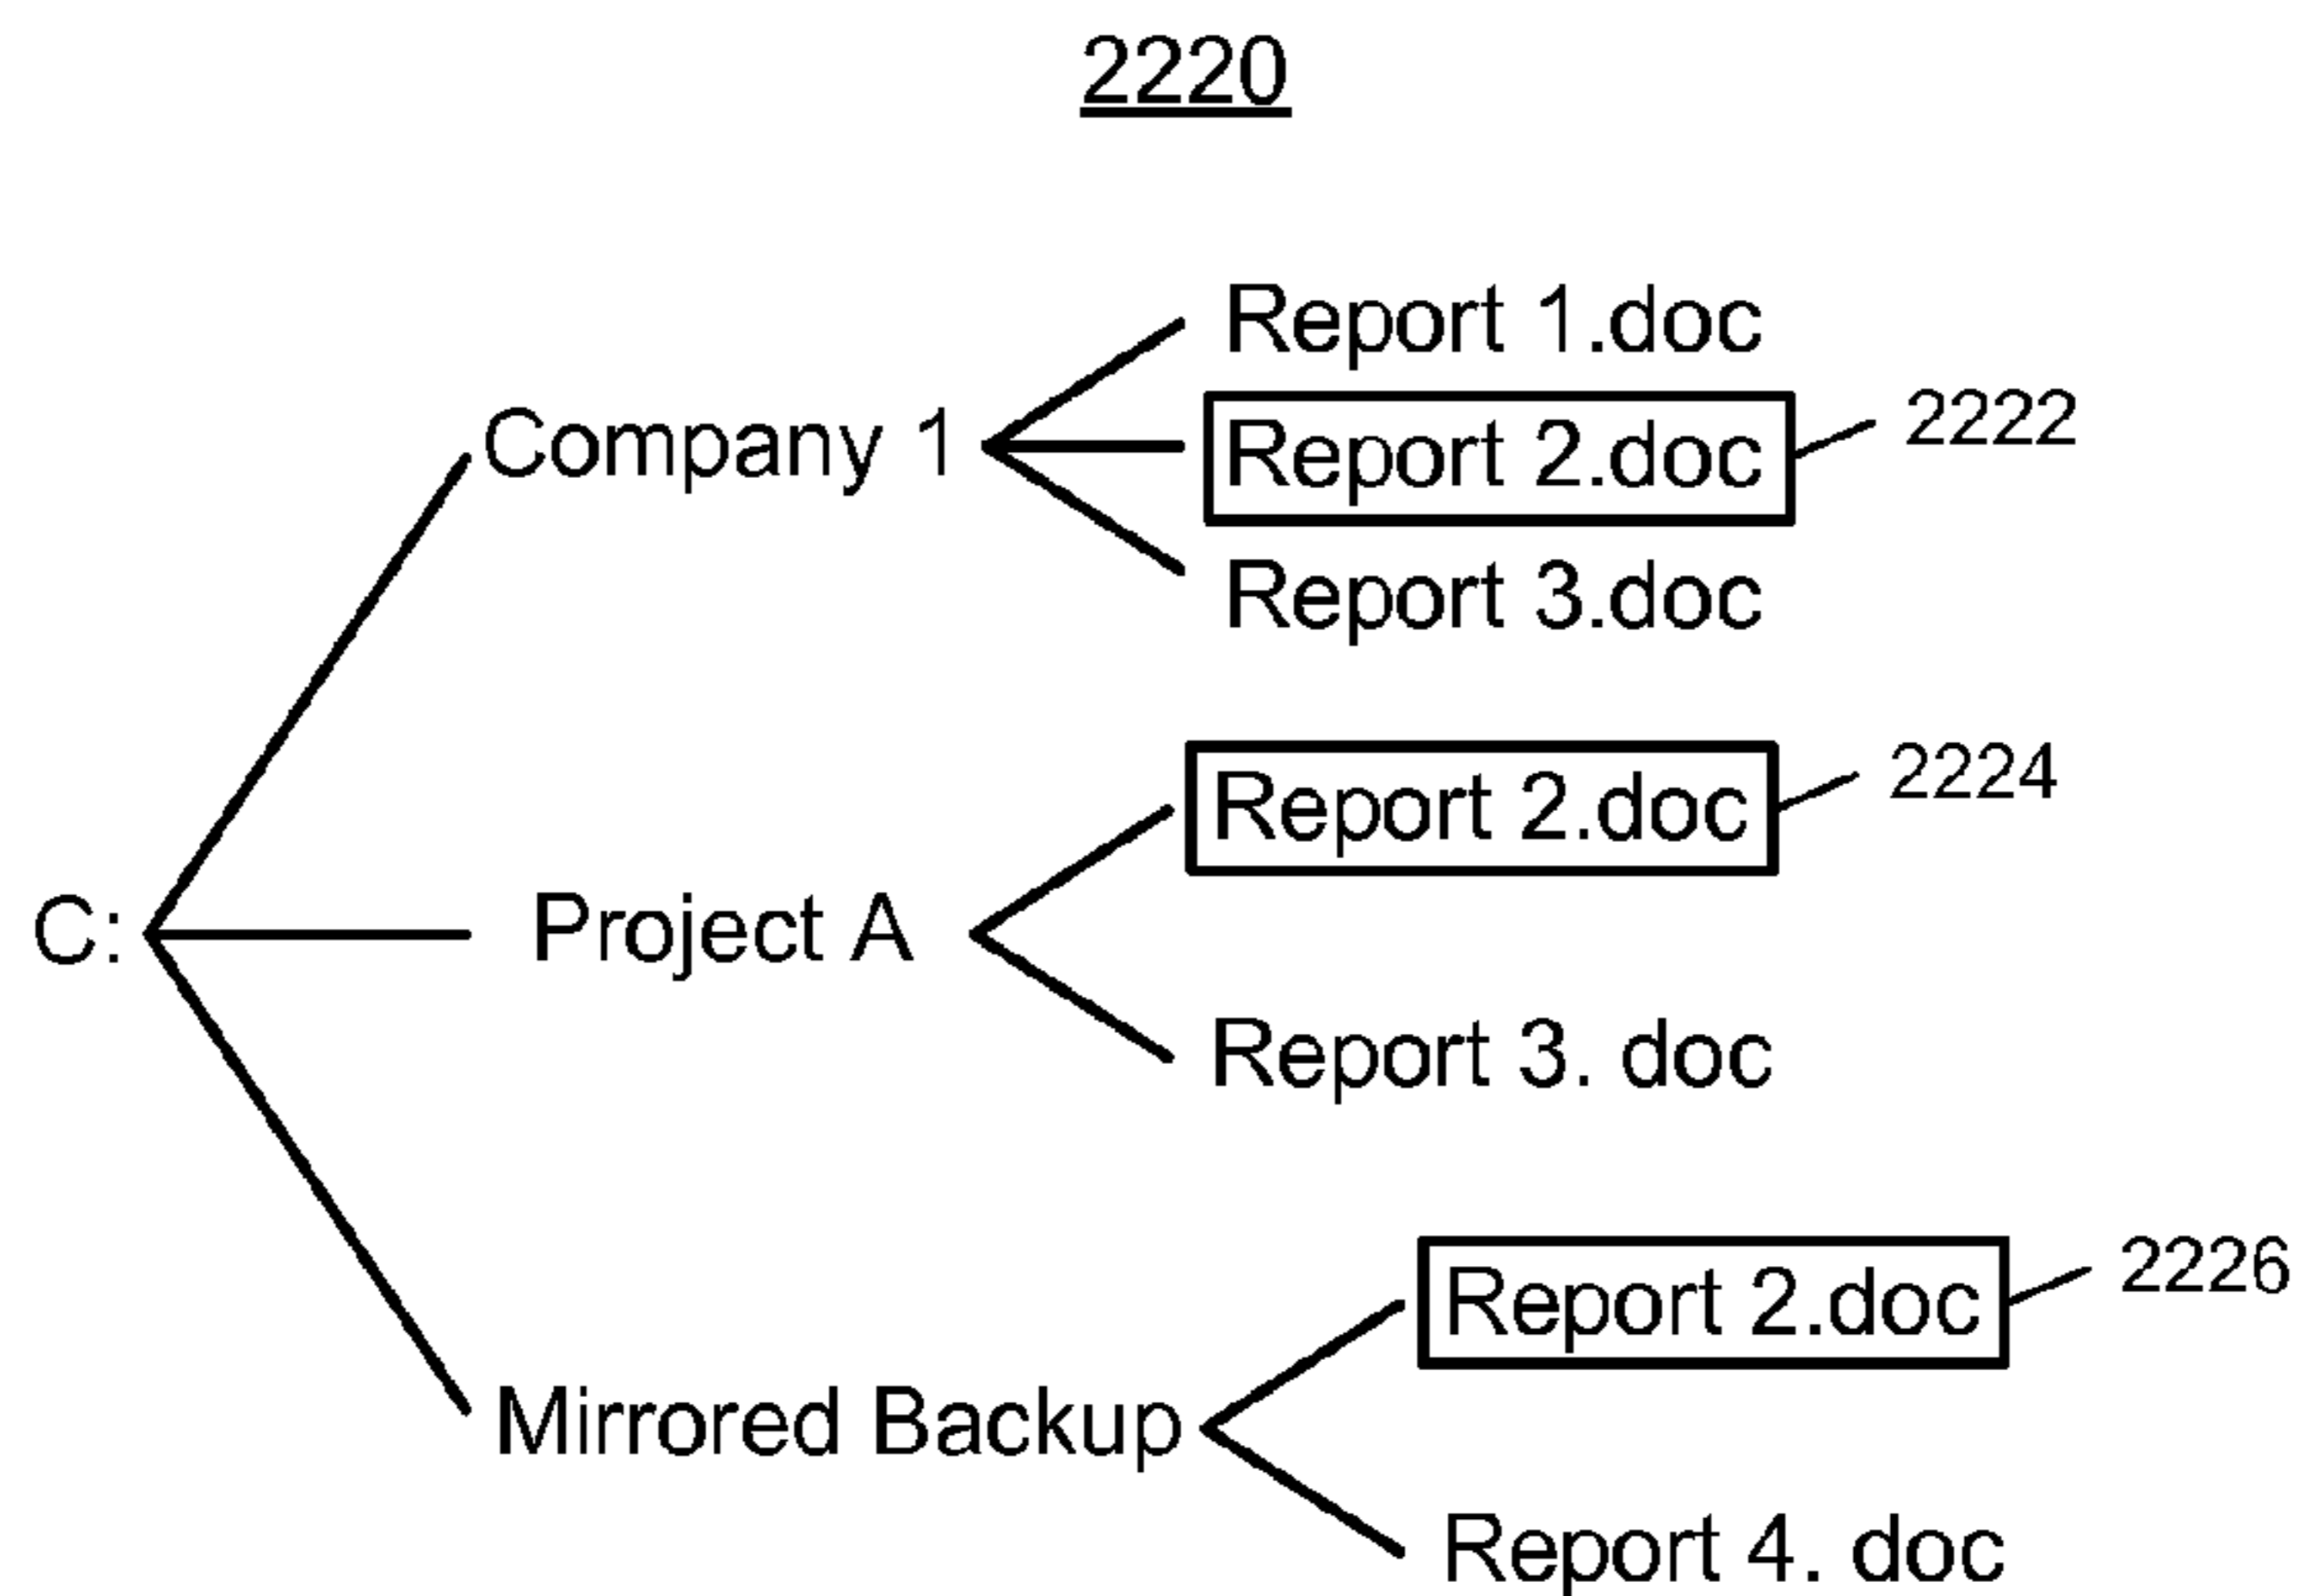 2220
Report 1.doc
Company 1
Report 2.doc
2222
Report 3.doc
Report 2.doc
2224
C:
Project A
Report 3. doc
Report 2.doc
2226
Mirrored Backup
Report 4. doc